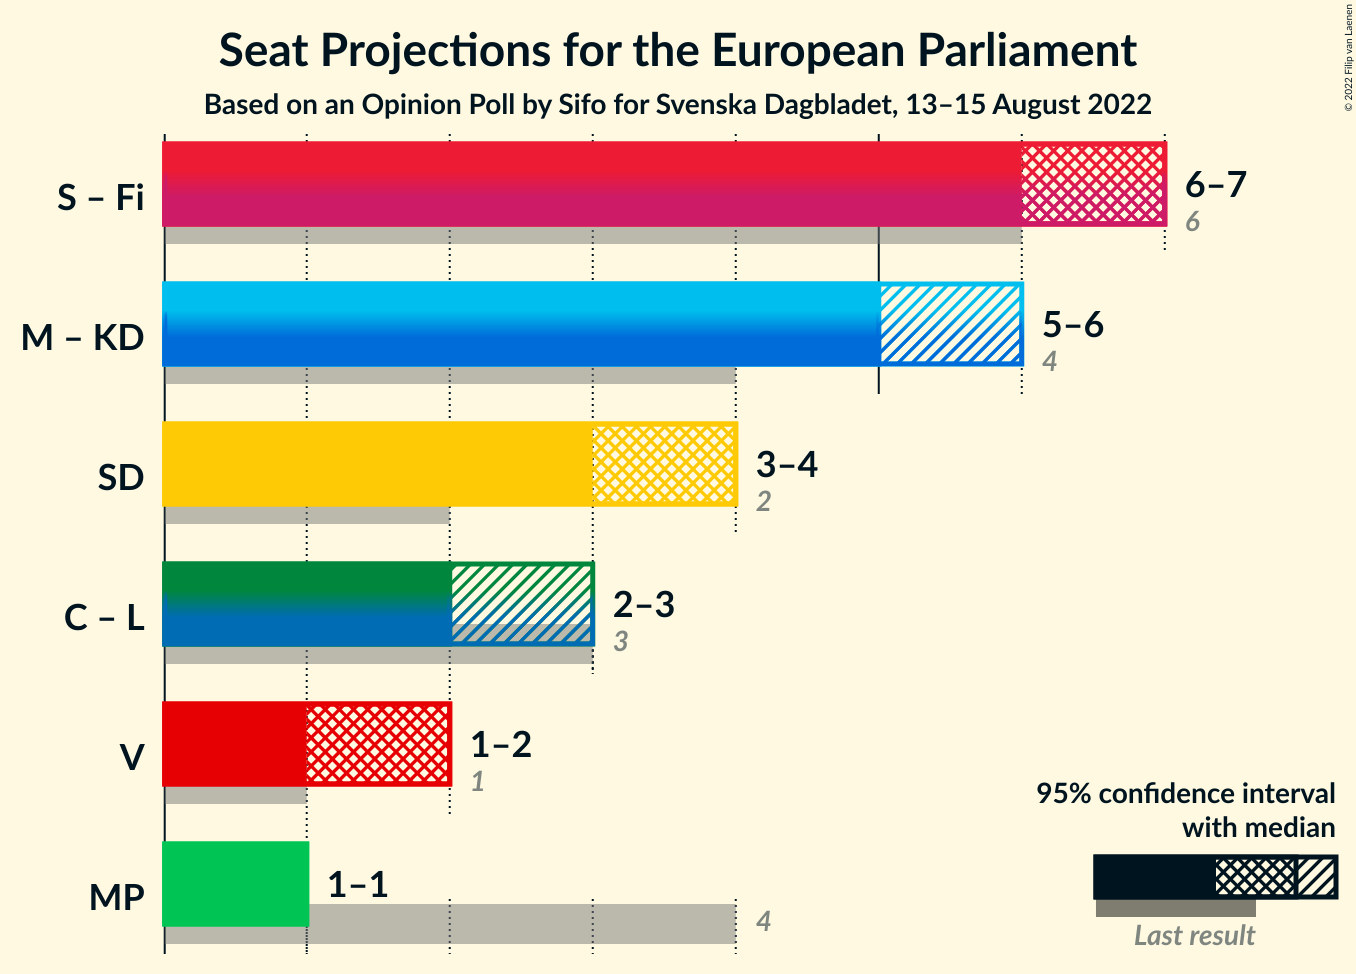 Seat Projections for the European Parliament
Based on an Opinion Poll by Sifo for Svenska Dagbladet, 13–15 August 2022
© 2022 Filip van Laenen
S – Fi
6–7
6
M – KD
5–6
4
SD
3–4
2
C – L
2–3
3
V
1–2
1
MP
1–1
4
95% confidence interval
with median
Last result